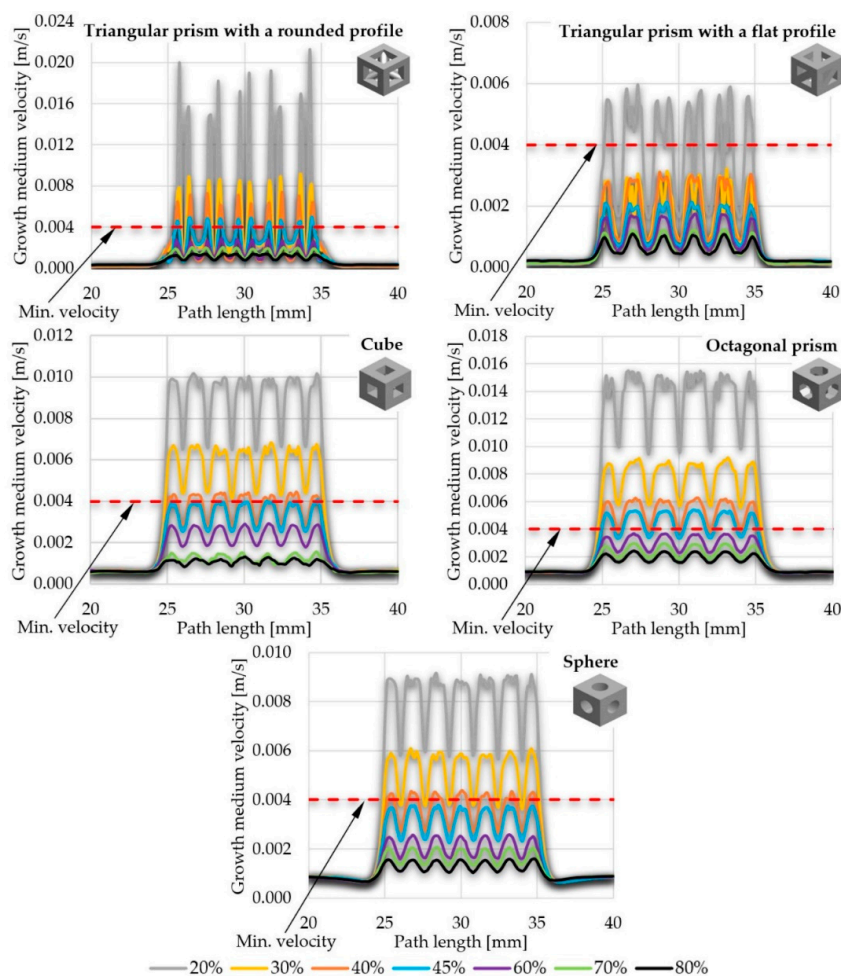 Triangular prism with a rounded profile
Growth medium velocity [m/s]
0.024
0.020
0.016
0.012
0.008
0.004
0.000
20 25 30 35 40
Min. velocity
Path length [mm]
Triangular prism with a flat profile
Growth medium velocity [m/s]
0.008
0.006
0.004
0.002
0.000
20 25 30 35 40
Min. velocity
Path length [mm]
Cube
Growth medium velocity [m/s]
0.012
0.010
0.008
0.006
0.004
0.002
0.000
20 25 30 35 40
Min. velocity
Path length [mm]
Octagonal prism
Growth medium velocity [m/s]
0.018
0.016
0.014
0.012
0.010
0.008
0.006
0.004
0.002
0.000
20 25 30 35 40
Min. velocity
Path length [mm]
Sphere
Growth medium velocity [m/s]
0.010
0.008
0.006
0.004
0.002
0.000
20 25 30 35 40
Min. velocity
Path length [mm]
20% 30% 40% 45% 60% 70% 80%